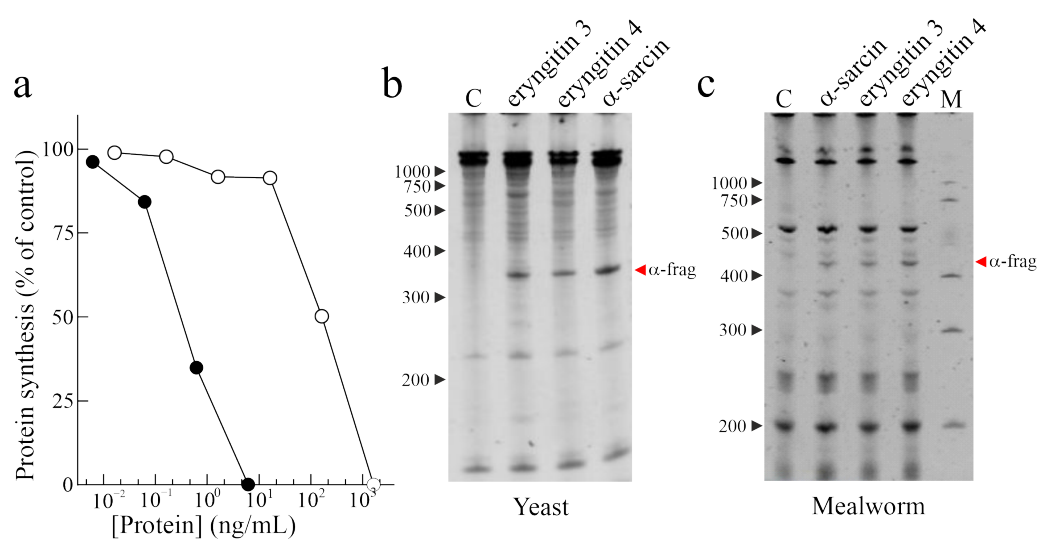 a
Protein synthesis (% of control)
100
75
50
25
0
10⁻² 10⁻¹ 10⁰ 10¹ 10² 10³
[Protein] (ng/mL)
b
C eryngitin 3 eryngitin 4 α-sarcin
1000
750
500
400
300
200
α-frag
Yeast
c
C α-sarcin eryngitin 3 eryngitin 4 M
1000
750
500
400
300
200
α-frag
Mealworm